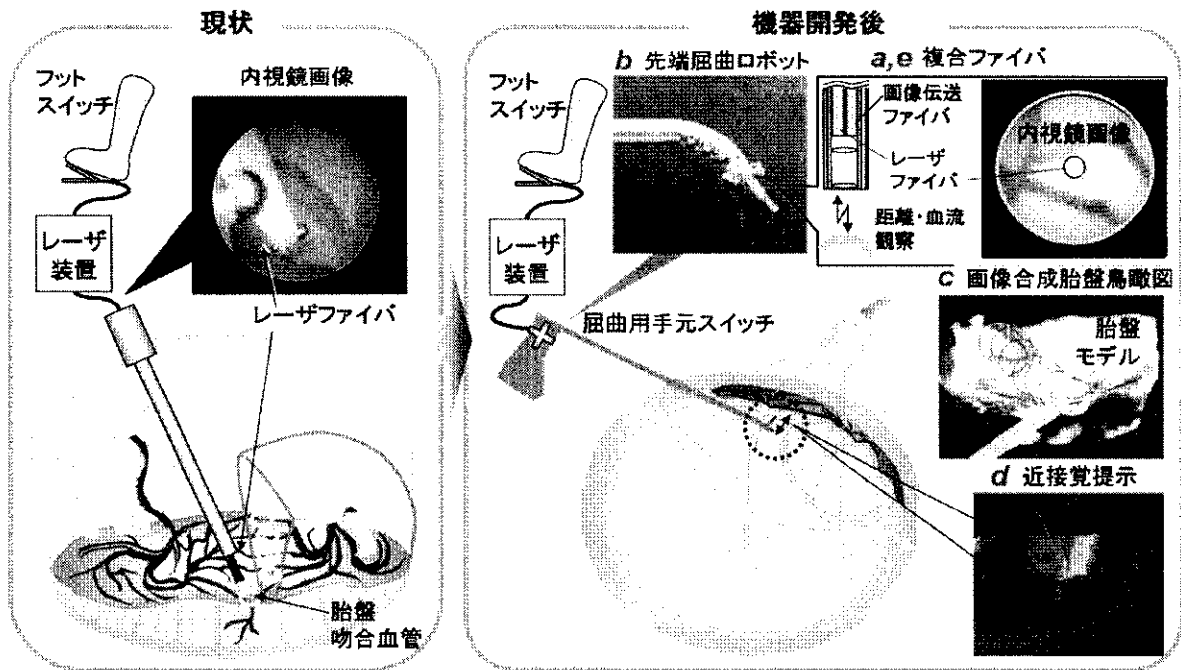 現状
フット
スイッチ
内視鏡画像
レーザ
装置
レーザファイバ
胎盤
吻合血管
機器開発後
フット
スイッチ
レーザ
装置
b 先端屈曲ロボット
a,e 複合ファイバ
画像伝送
ファイバ
レーザ
ファイバ
距離・血流
観察
内視鏡画像
屈曲用手元スイッチ
c 画像合成胎盤鳥瞰図
胎盤
モデル
d 近接覚提示